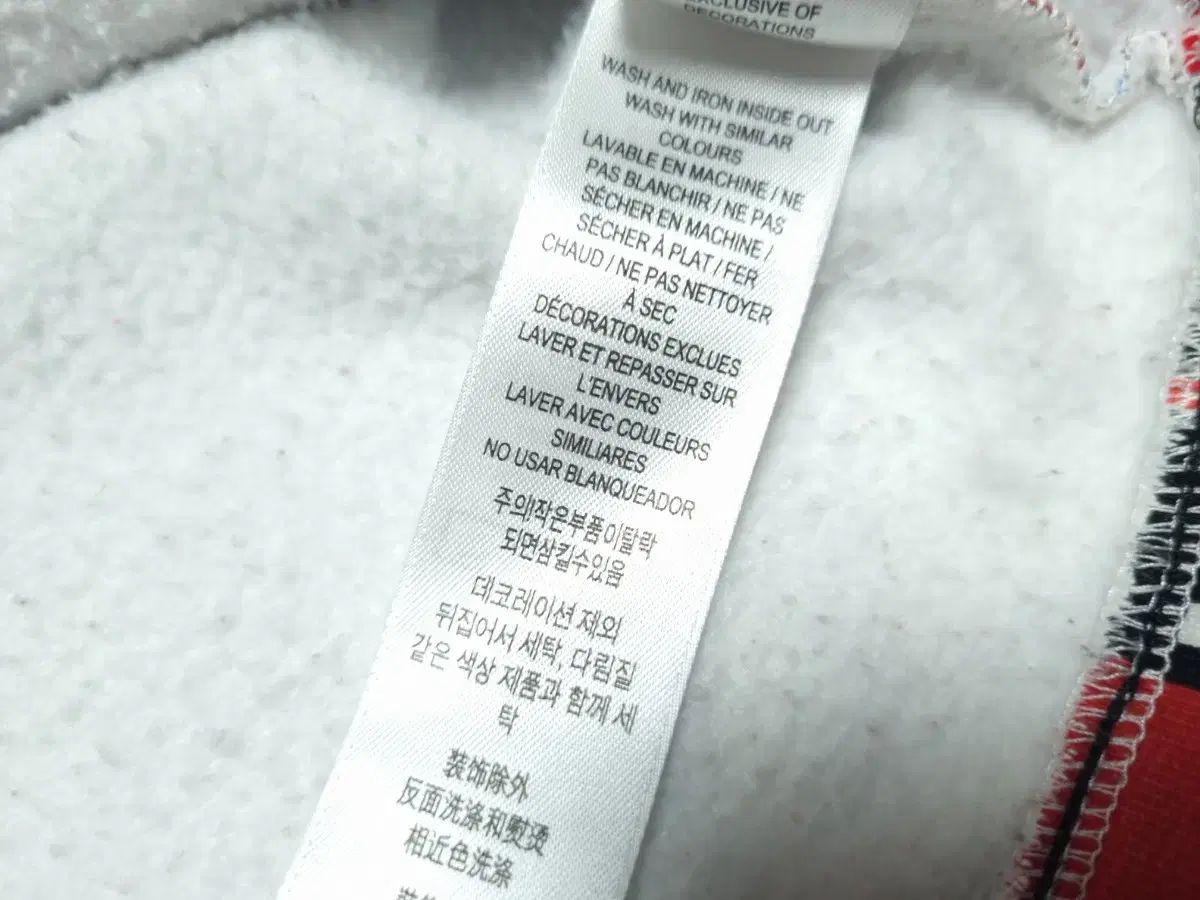 EXCLUSIVE OF
DECORATIONS
WASH AND IRON INSIDE OUT
WASH WITH SIMILAR
COLOURS
LAVABLE EN MACHINE / NE
PAS BLANCHIR / NE PAS
SÉCHER EN MACHINE /
SÉCHER À PLAT / FER
CHAUD / NE PAS NETTOYER
À SEC
DÉCORATIONS EXCLUES
LAVER ET REPASSER SUR
L'ENVERS
LAVER AVEC COULEURS
SIMILIARES
NO USAR BLANQUEADOR
주의!작은부품이탈락
되면삼킬수있음
데코레이션 제외
뒤집어서 세탁, 다림질
같은 색상 제품과 함께 세
탁
装饰除外
反面洗涤和熨烫
相近色洗涤